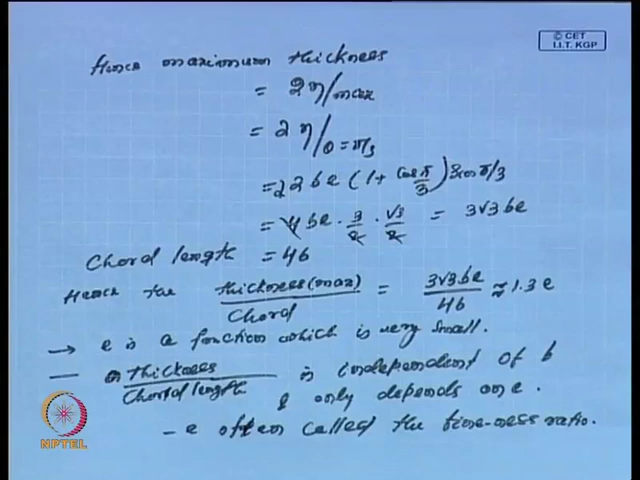 © CET
I.I.T. KGP
Hence maximum thickness
= 2η/max
= 2η/θ=π/3
= 2 2be (1 + cos π/3) sin π/3
= 4be · 3/2 · √3/2 = 3√3 be
Chord length = 4b
Hence the thickness(max)/Chord = 3√3be/4b ≈ 1.3 e
→ e is a function which is very small.
— thickness/Chord length is independent of b
& only depends on e.
- e often called the fineness ratio.
NPTEL